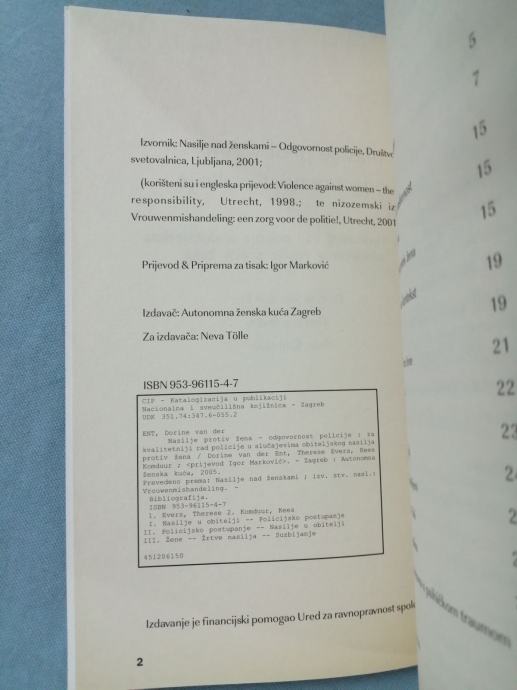 Izvornik: Nasilje nad ženskami – Odgovornost policije, Društvo
svetovalnica, Ljubljana, 2001;
(korišteni su i engleska prijevod: Violence against women – the
responsibility, Utrecht, 1998.; te nizozemski iz
Vrouwenmishandeling: een zorg voor de politie!, Utrecht, 2001
Prijevod & Priprema za tisak: Igor Marković
Izdavač: Autonomna ženska kuća Zagreb
Za izdavača: Neva Tölle
ISBN 953-96115-4-7
CIP - Katalogizacija u publikaciji
Nacionalna i sveučilišna knjižnica - Zagreb
UDK 351.74:347.6-055.2
ENT, Dorine van der
Nasilje protiv žena - odgovornost policije : za
kvalitetniji rad policije u slučajevima obiteljskog nasilja
protiv žena / Dorine van der Ent, Therese Evers, Kees
Komduur ; <prijevod Igor Marković>. - Zagreb : Autonomna
ženska kuća, 2005.
Prevedeno prema: Nasilje nad ženskami ; izv. stv. nasl.:
Vrouwenmishandeling. -
Bibliografija.
ISBN 953-96115-4-7
1. Evers, Therese 2. Komduur, Kees
I. Nasilje u obitelji -- Policijsko postupanje
II. Policijsko postupanje -- Nasilje u obitelji
III. Žene -- Žrtve nasilja -- Suzbijanje
451206150
Izdavanje je financijski pomogao Ured za ravnopravnost spol
2
5
7
15
15
15
19
19
21
22
23
24
psihičkom traumom